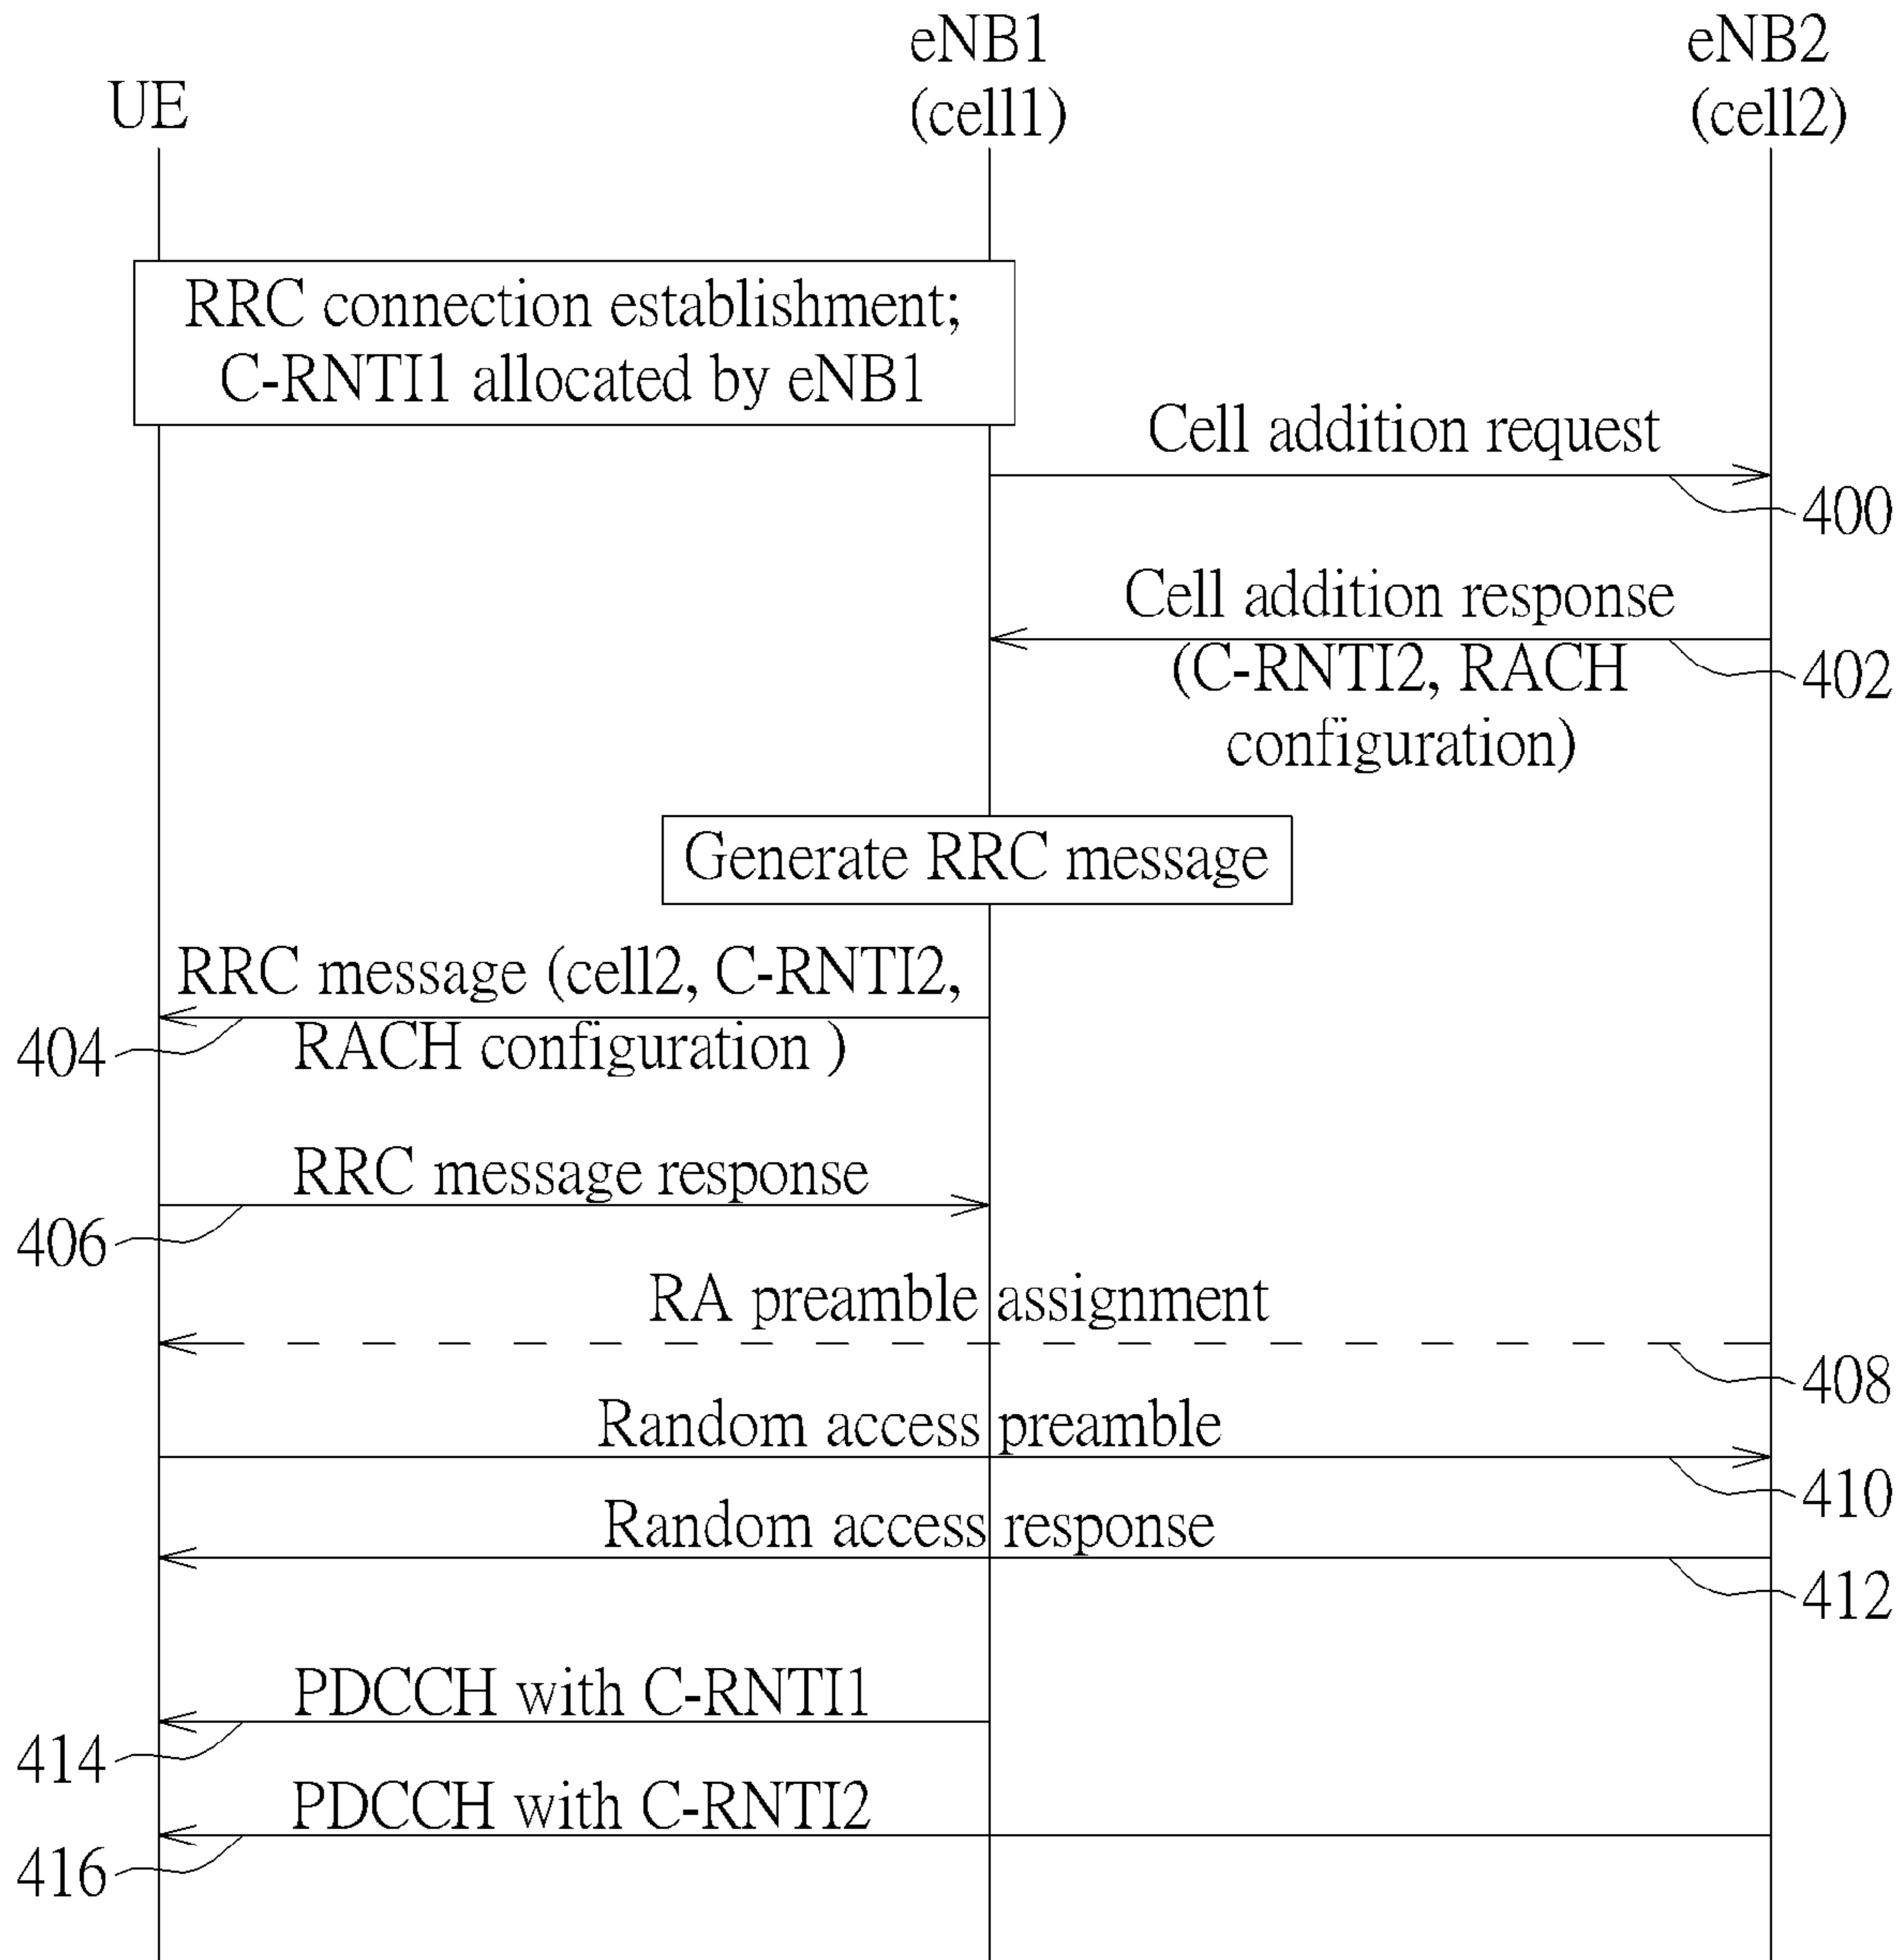 UE
eNB1
(cell1)
eNB2
(cell2)
RRC connection establishment;
C-RNTI1 allocated by eNB1
Cell addition request
400
Cell addition response
(C-RNTI2, RACH
configuration)
402
Generate RRC message
RRC message (cell2, C-RNTI2,
RACH configuration )
404
RRC message response
406
RA preamble assignment
408
Random access preamble
410
Random access response
412
PDCCH with C-RNTI1
414
PDCCH with C-RNTI2
416